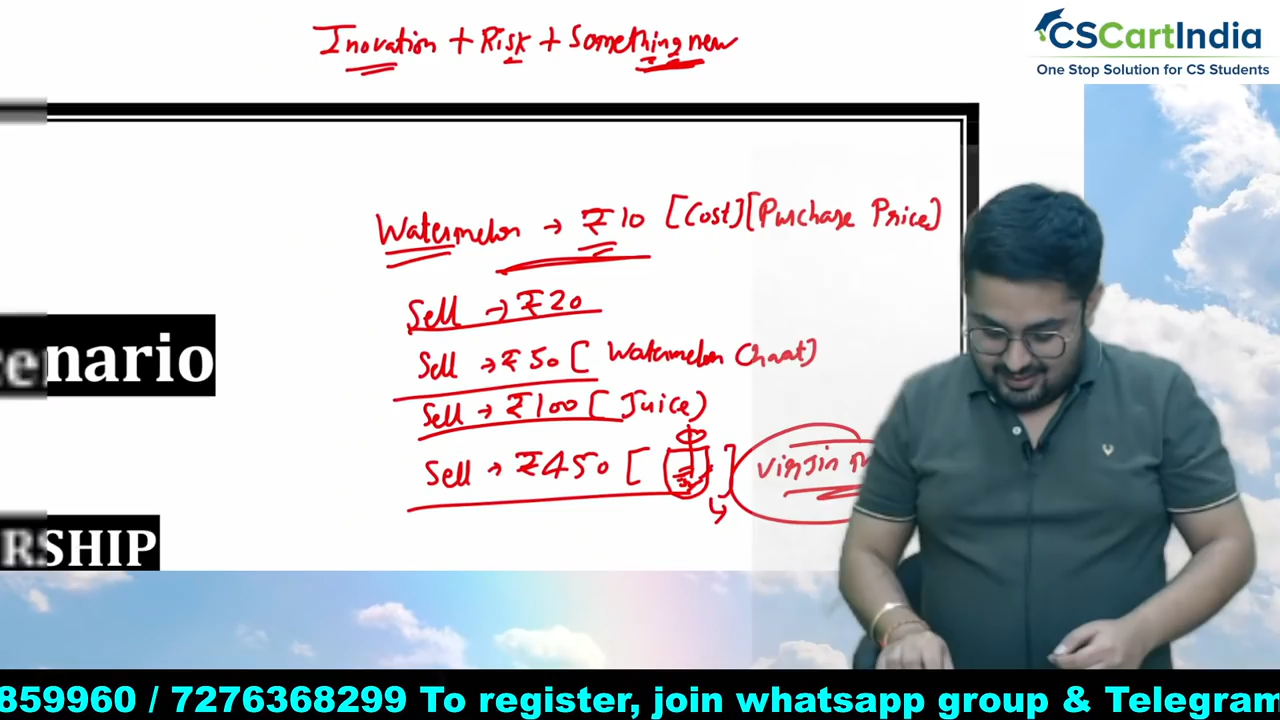 Inovation + Risk + Something new
CSCartIndia
One Stop Solution for CS Students
Watermelon → ₹10 [Cost] [Purchase Price]
Sell → ₹20
enario
Sell → ₹50 [Watermelon Chaat]
Sell → ₹100 [Juice)
Sell → ₹450 [ ]
Virgin
RSHIP
859960 / 7276368299 To register, join whatsapp group & Telegram